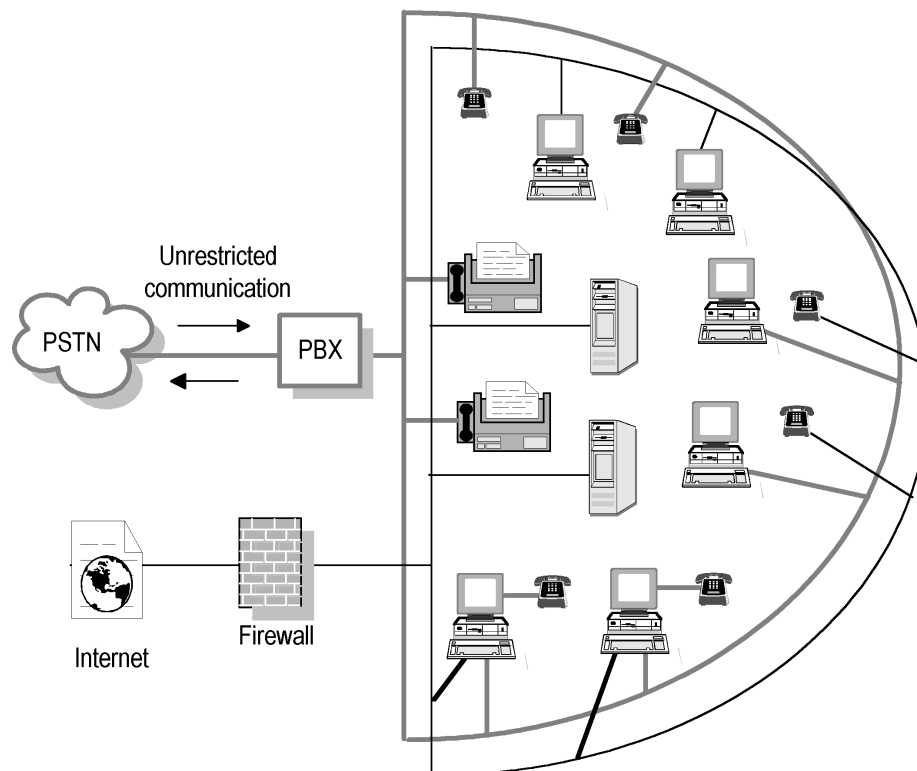 Unrestricted
communication
PSTN
PBX
Firewall
Internet